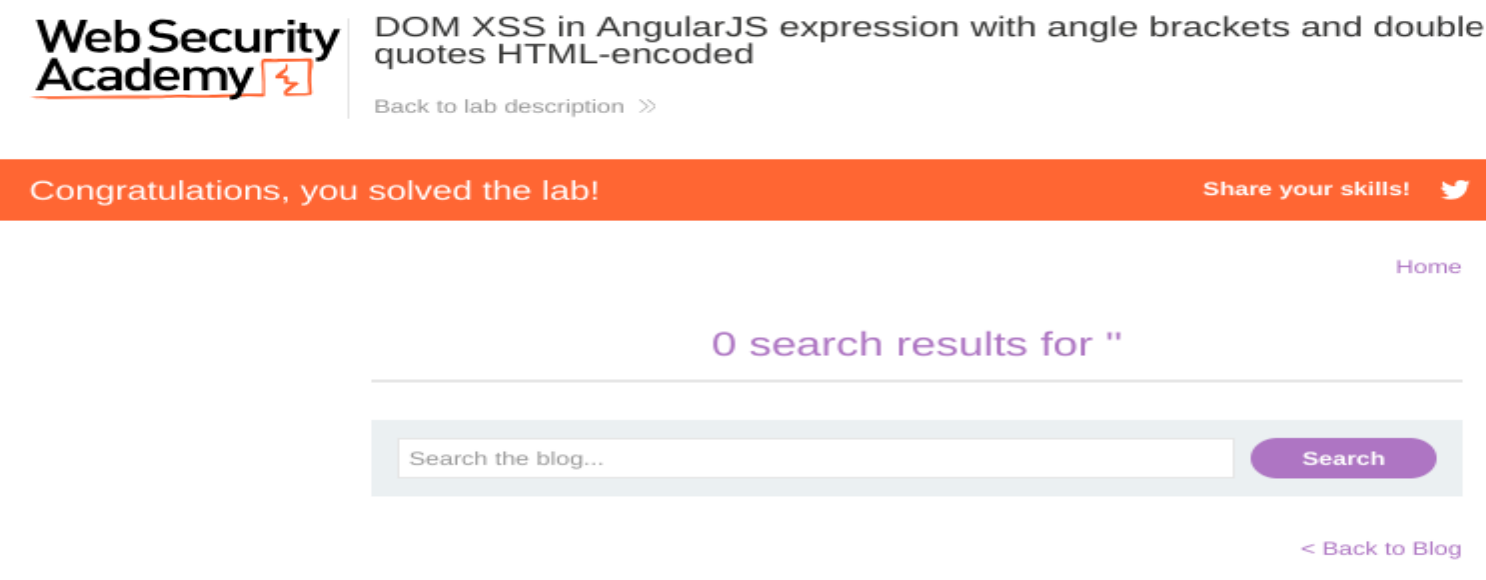 Web Security
Academy
DOM XSS in AngularJS expression with angle brackets and double
quotes HTML-encoded
Back to lab description >>
Congratulations, you solved the lab!
Share your skills!
Home
0 search results for ''
Search the blog...
Search
< Back to Blog